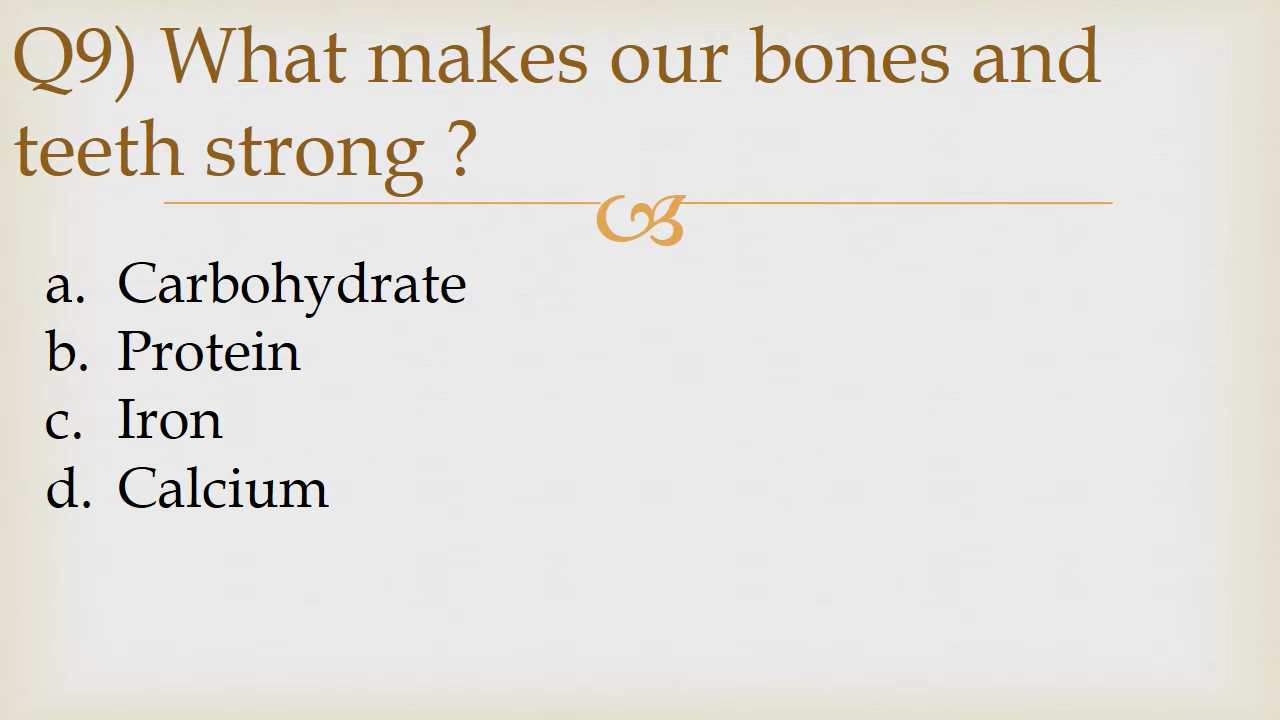 Q9) What makes our bones and
teeth strong ?
a. Carbohydrate
b. Protein
c. Iron
d. Calcium